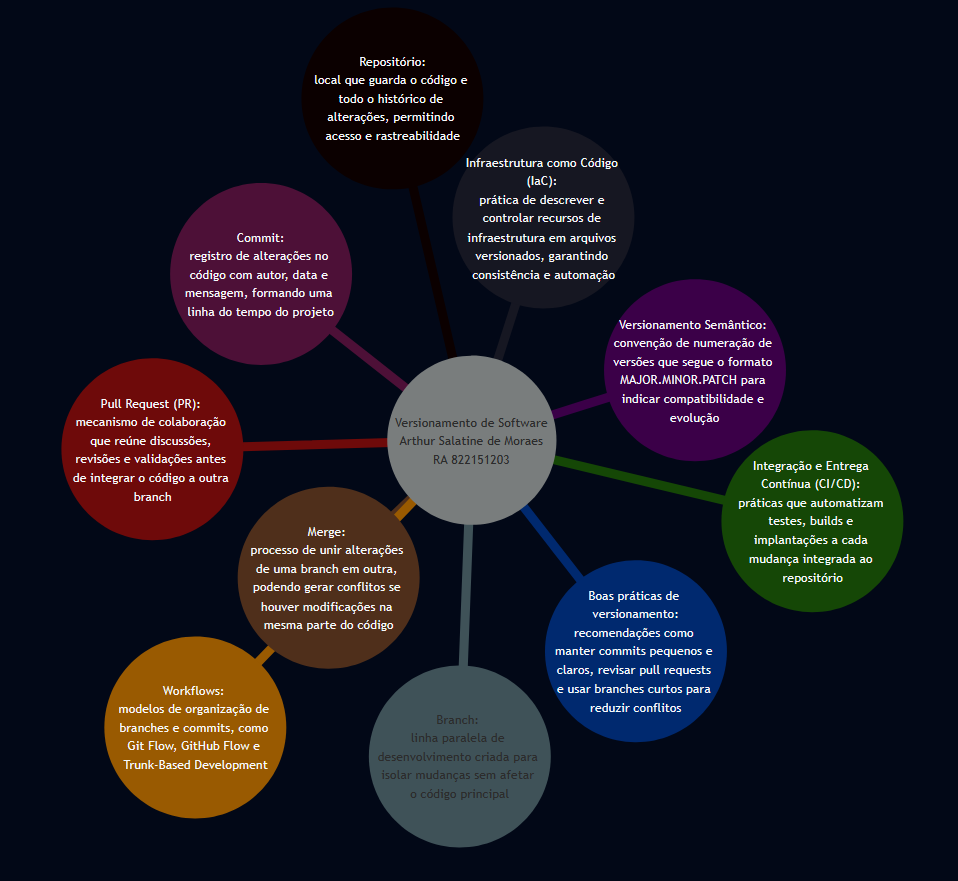 Repositório:
local que guarda o código e
todo o histórico de
alterações, permitindo
acesso e rastreabilidade
Infraestrutura como Código
(IaC):
prática de descrever e
controlar recursos de
infraestrutura em arquivos
versionados, garantindo
consistência e automação
Commit:
registro de alterações no
código com autor, data e
mensagem, formando uma
linha do tempo do projeto
Versionamento Semântico:
convenção de numeração de
versões que segue o formato
MAJOR.MINOR.PATCH para
indicar compatibilidade e
evolução
Pull Request (PR):
mecanismo de colaboração
que reúne discussões,
revisões e validações antes
de integrar o código a outra
branch
Versionamento de Software
Arthur Salatine de Moraes
RA 822151203
Integração e Entrega
Contínua (CI/CD):
práticas que automatizam
testes, builds e
implantações a cada
mudança integrada ao
repositório
Merge:
processo de unir alterações
de uma branch em outra,
podendo gerar conflitos se
houver modificações na
mesma parte do código
Boas práticas de
versionamento:
recomendações como
manter commits pequenos e
claros, revisar pull requests
e usar branches curtos para
reduzir conflitos
Workflows:
modelos de organização de
branches e commits, como
Git Flow, GitHub Flow e
Trunk-Based Development
Branch:
linha paralela de
desenvolvimento criada para
isolar mudanças sem afetar
o código principal